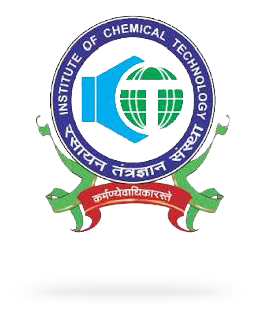 INSTITUTE OF CHEMICAL TECHNOLOGY
रसायन तंत्रज्ञान संस्था
कर्मण्येवाधिकारस्ते